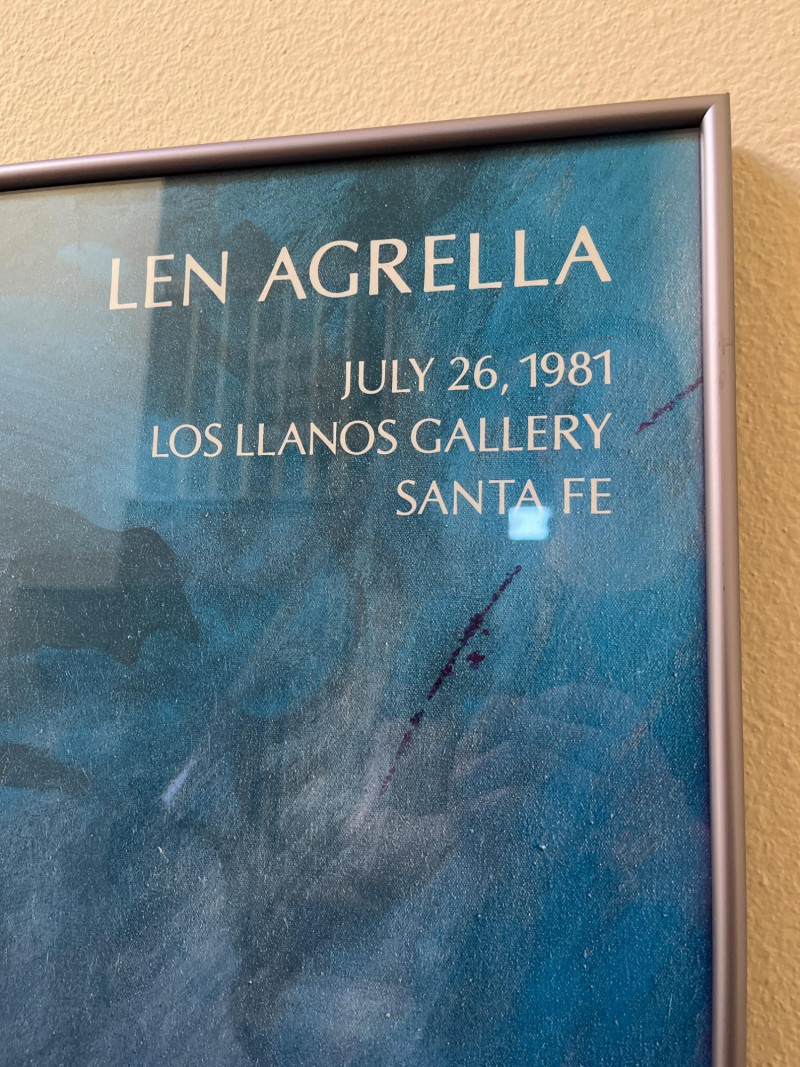 LEN AGRELLA
JULY 26, 1981
LOS LLANOS GALLERY
SANTA FE